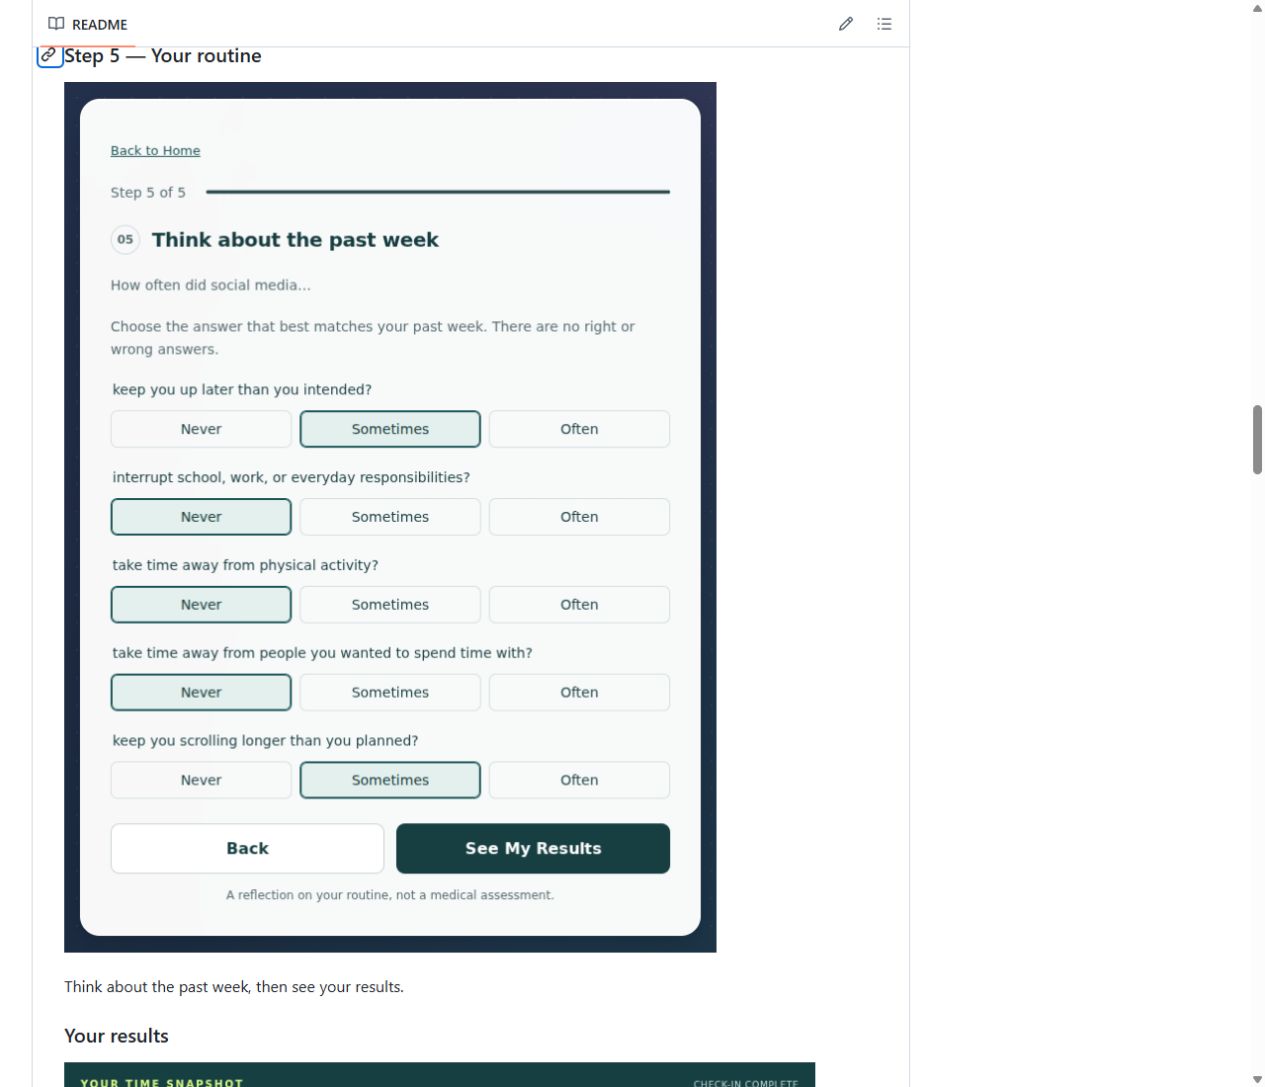 README
Step 5 — Your routine
Back to Home
Step 5 of 5
05 Think about the past week
How often did social media...
Choose the answer that best matches your past week. There are no right or
wrong answers.
keep you up later than you intended?
Never Sometimes Often
interrupt school, work, or everyday responsibilities?
Never Sometimes Often
take time away from physical activity?
Never Sometimes Often
take time away from people you wanted to spend time with?
Never Sometimes Often
keep you scrolling longer than you planned?
Never Sometimes Often
Back See My Results
A reflection on your routine, not a medical assessment.
Think about the past week, then see your results.
Your results
YOUR TIME SNAPSHOT CHECK-IN COMPLETE